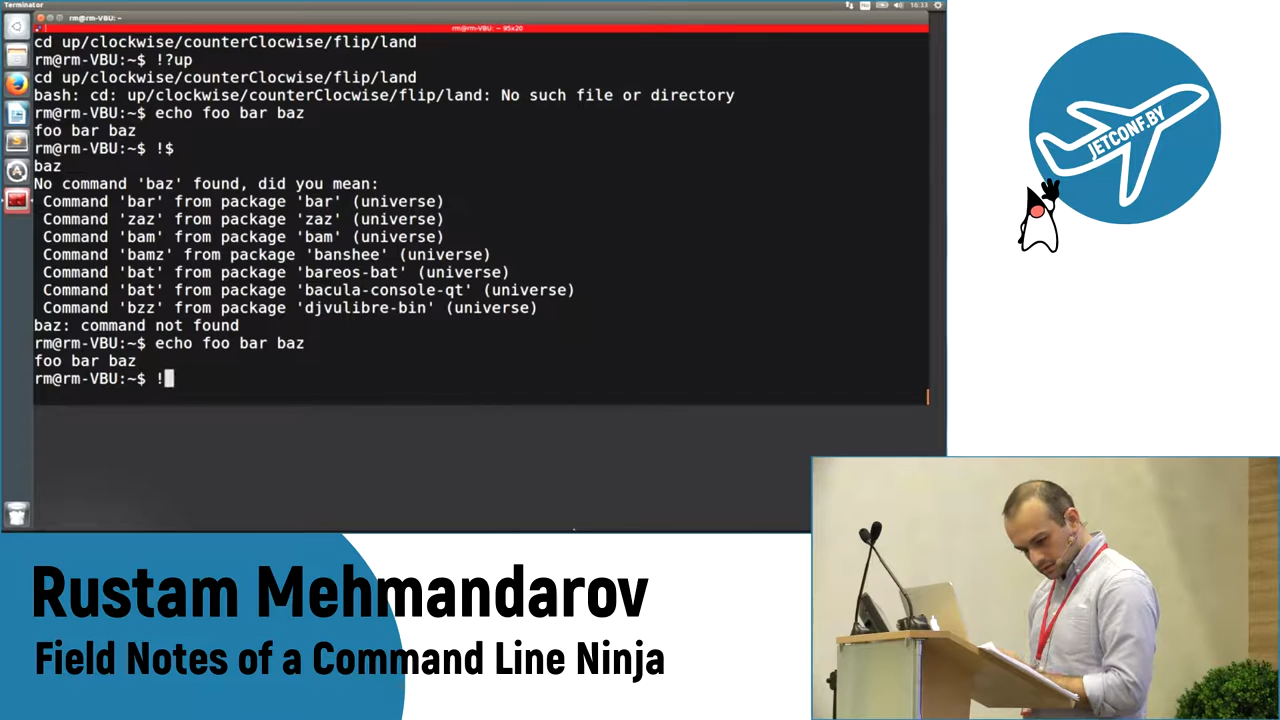 Terminator
16:33
rm@rm-VBU: ~
rm@rm-VBU: ~ 95x20
cd up/clockwise/counterClocwise/flip/land
rm@rm-VBU:~$ !?up
cd up/clockwise/counterClocwise/flip/land
bash: cd: up/clockwise/counterClocwise/flip/land: No such file or directory
rm@rm-VBU:~$ echo foo bar baz
foo bar baz
rm@rm-VBU:~$ !$
baz
No command 'baz' found, did you mean:
Command 'bar' from package 'bar' (universe)
Command 'zaz' from package 'zaz' (universe)
Command 'bam' from package 'bam' (universe)
Command 'bamz' from package 'banshee' (universe)
Command 'bat' from package 'bareos-bat' (universe)
Command 'bat' from package 'bacula-console-qt' (universe)
Command 'bzz' from package 'djvulibre-bin' (universe)
baz: command not found
rm@rm-VBU:~$ echo foo bar baz
foo bar baz
rm@rm-VBU:~$ !
JETCONF.BY
Rustam Mehmandarov
Field Notes of a Command Line Ninja